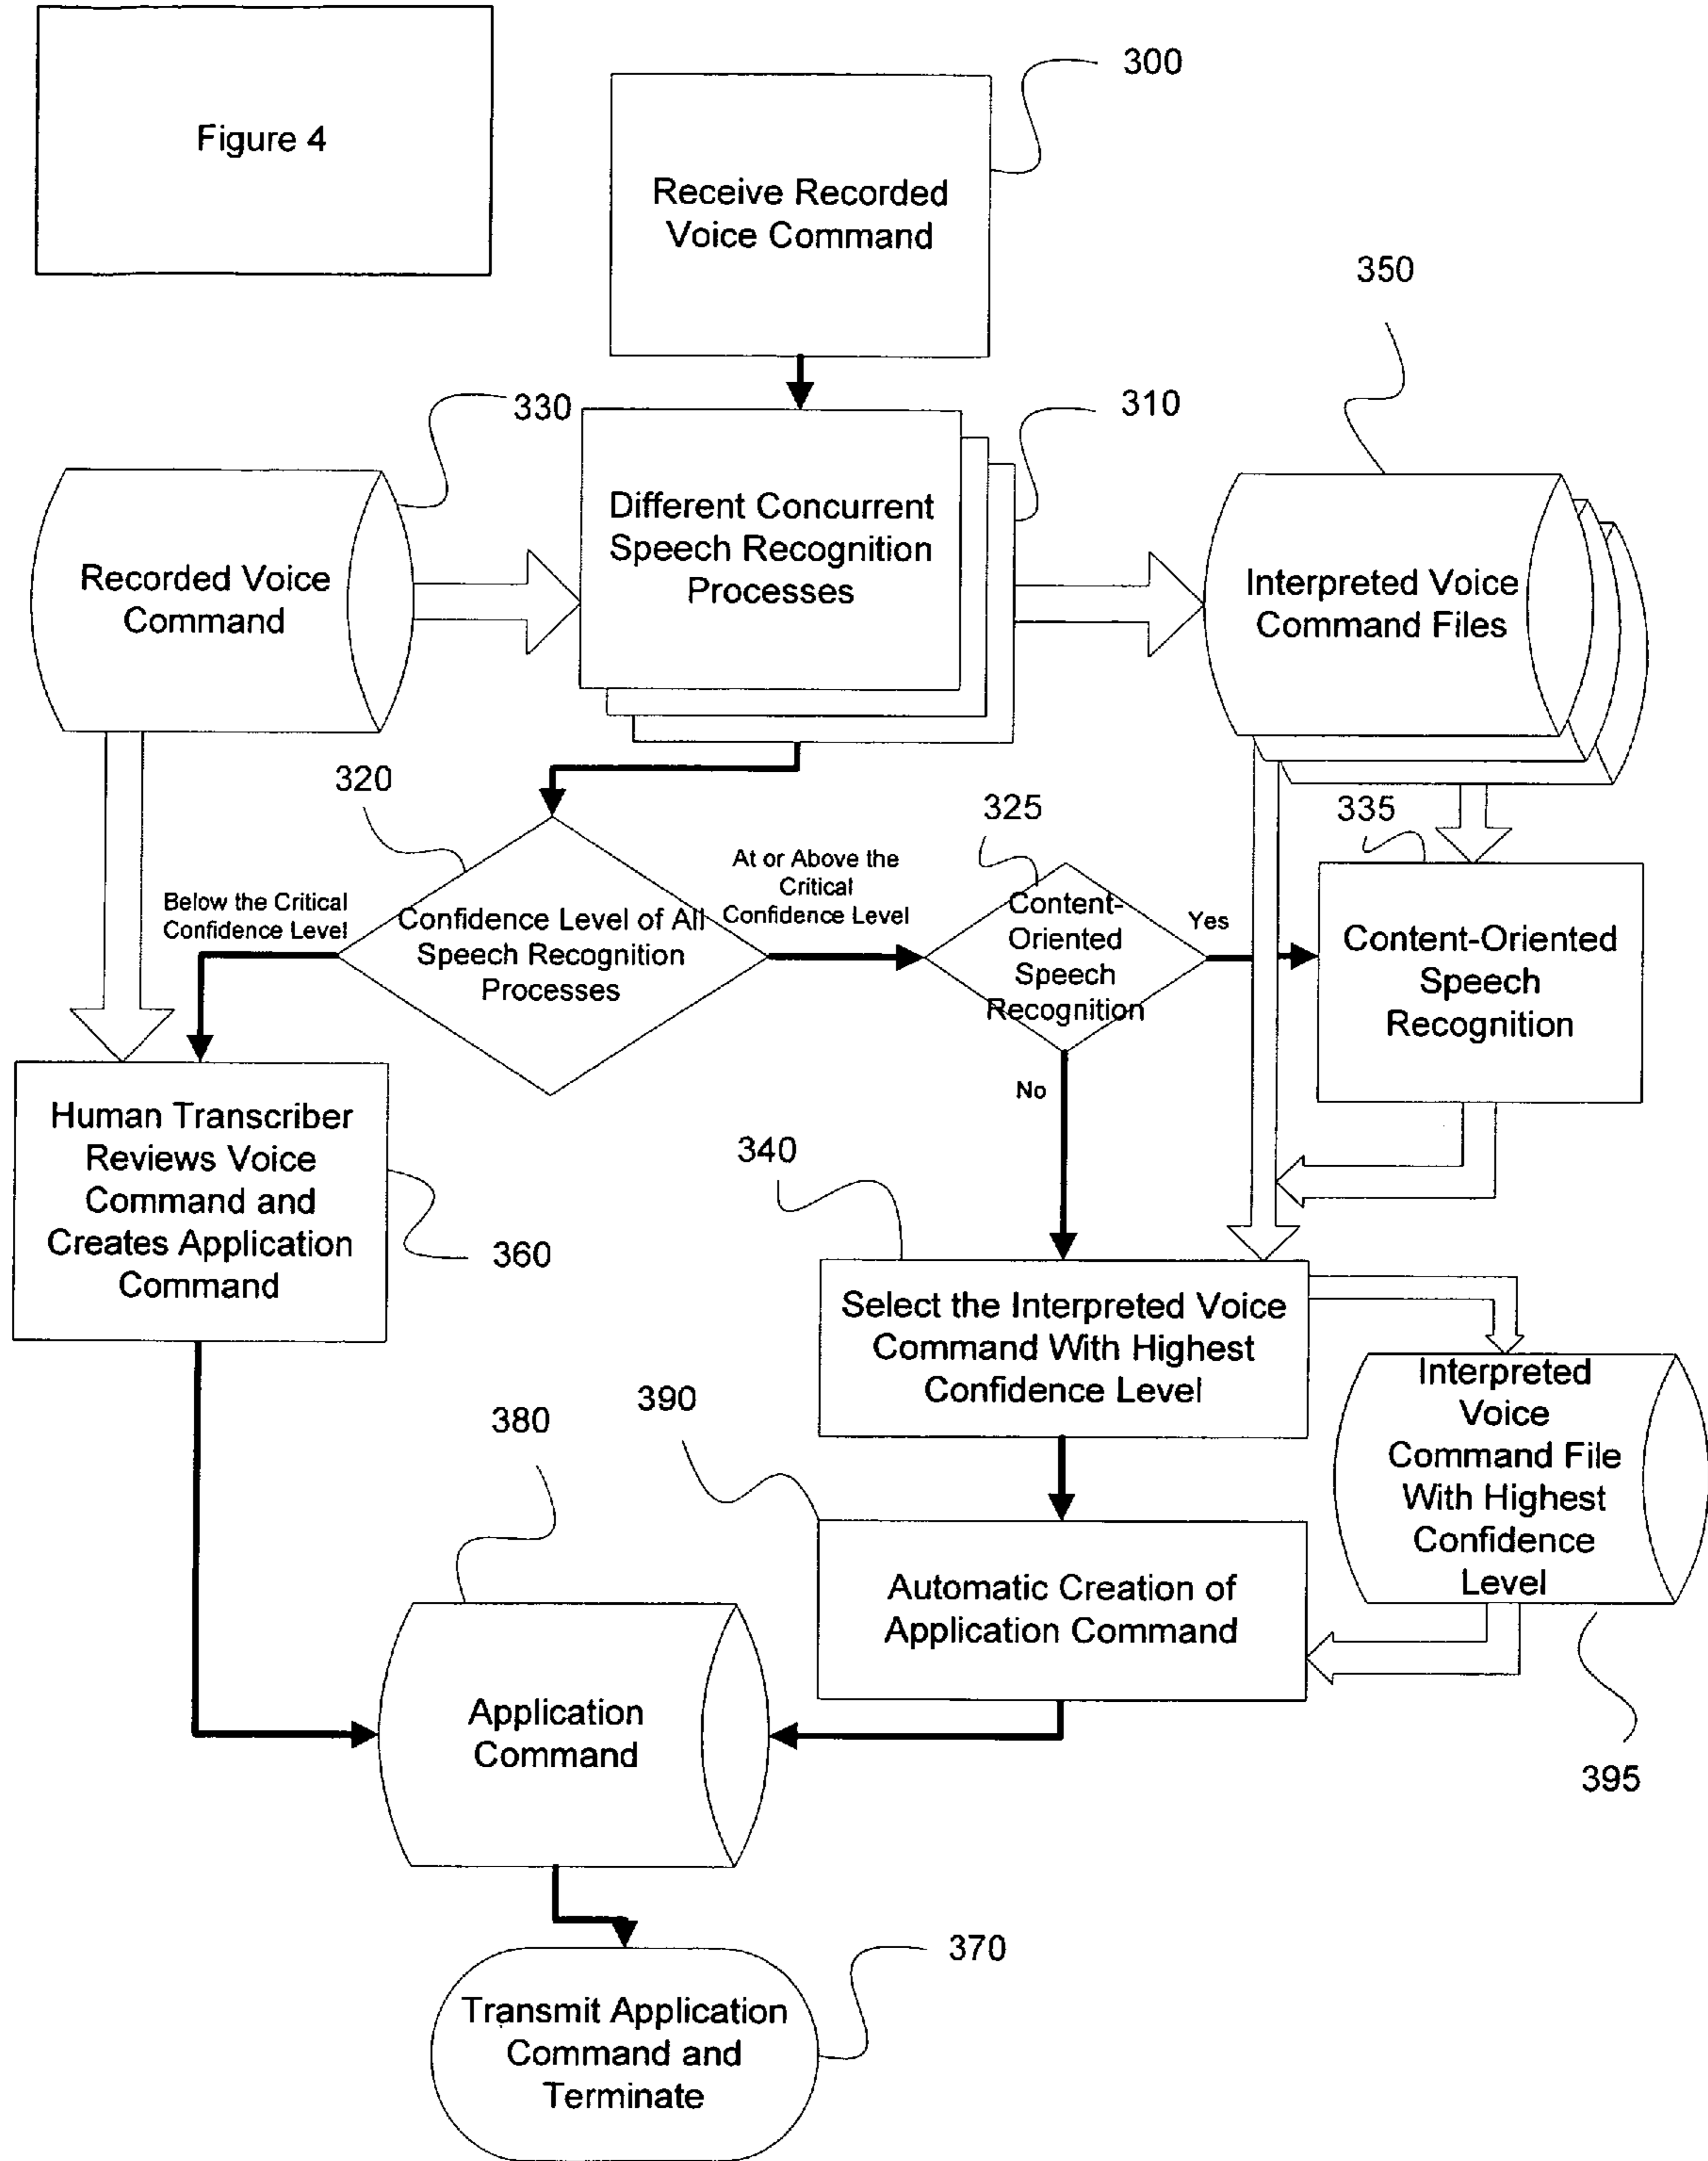 Figure 4
300
Receive Recorded
Voice Command
350
330
310
Recorded Voice
Command
Different Concurrent
Speech Recognition
Processes
Interpreted Voice
Command Files
320
325
335
Below the Critical
Confidence Level
Confidence Level of All
Speech Recognition
Processes
At or Above the
Critical
Confidence Level
Content-
Oriented
Speech
Recognition
Yes
Content-Oriented
Speech
Recognition
No
Human Transcriber
Reviews Voice
Command and
Creates Application
Command
360
340
Select the Interpreted Voice
Command With Highest
Confidence Level
Interpreted
Voice
Command File
With Highest
Confidence
Level
395
390
Automatic Creation of
Application Command
380
Application
Command
370
Transmit Application
Command and
Terminate